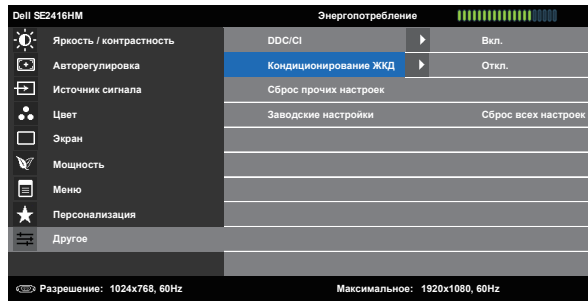 Dell SE2416HM Энергопотребление
Яркость / контрастность DDC/CI Вкл.
Авторегулировка Кондиционирование ЖКД Откл.
Источник сигнала Сброс прочих настроек
Цвет Заводские настройки Сброс всех настроек
Экран
Мощность
Меню
Персонализация
Другое
Разрешение: 1024x768, 60Hz Максимальное: 1920x1080, 60Hz